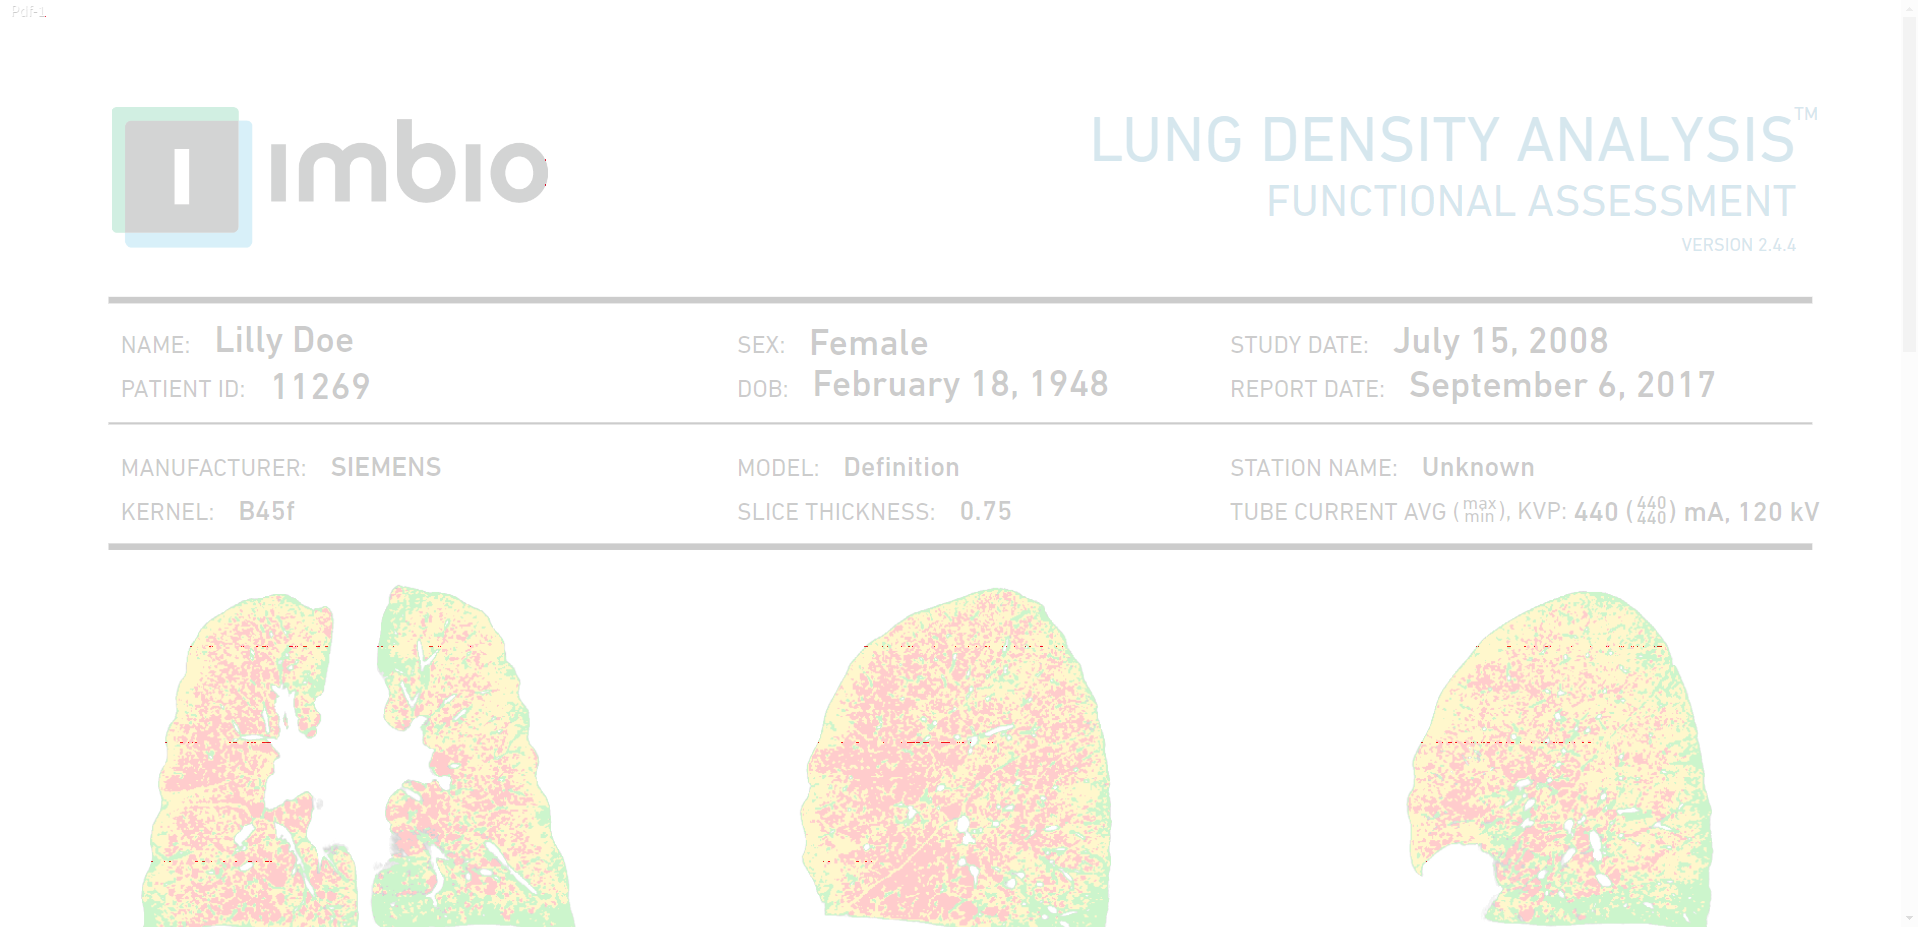 Pdf-1
imbio
LUNG DENSITY ANALYSIS™
FUNCTIONAL ASSESSMENT
VERSION 2.4.4
NAME: Lilly Doe SEX: Female STUDY DATE: July 15, 2008
PATIENT ID: 11269 DOB: February 18, 1948 REPORT DATE: September 6, 2017
MANUFACTURER: SIEMENS MODEL: Definition STATION NAME: Unknown
KERNEL: B45f SLICE THICKNESS: 0.75 TUBE CURRENT AVG (max min), KVP: 440 (440 440) mA, 120 kV